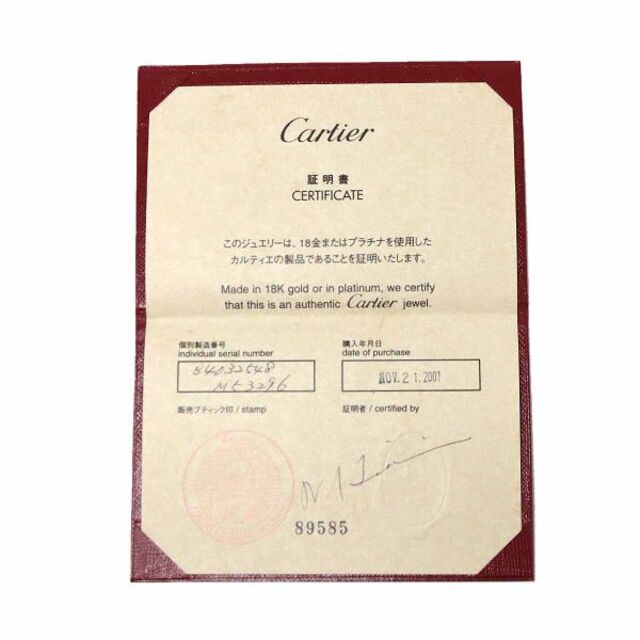 Cartier
証明書
CERTIFICATE
このジュエリーは、18金またはプラチナを使用した
カルティエの製品であることを証明いたします。
Made in 18K gold or in platinum, we certify
that this is an authentic Cartier jewel.
個別製造番号
individual serial number
B4032548
M53296
購入年月日
date of purchase
NOV. 21. 2001
販売ブティック印 / stamp
証明者 / certified by
89585